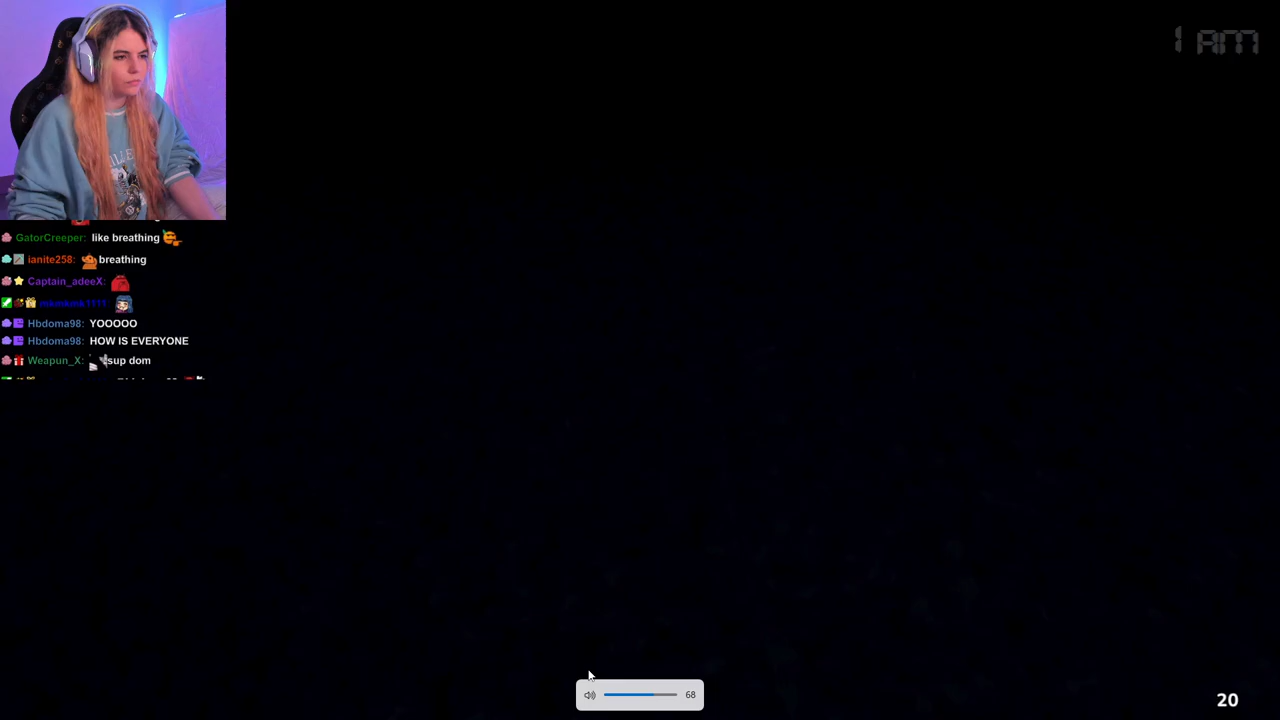 1 AM
GatorCreeper: like breathing
ianite258: breathing
Captain_adeeX:
Hbdoma98: YOOOOO
Hbdoma98: HOW IS EVERYONE
Weapun_X: sup dom
68
20